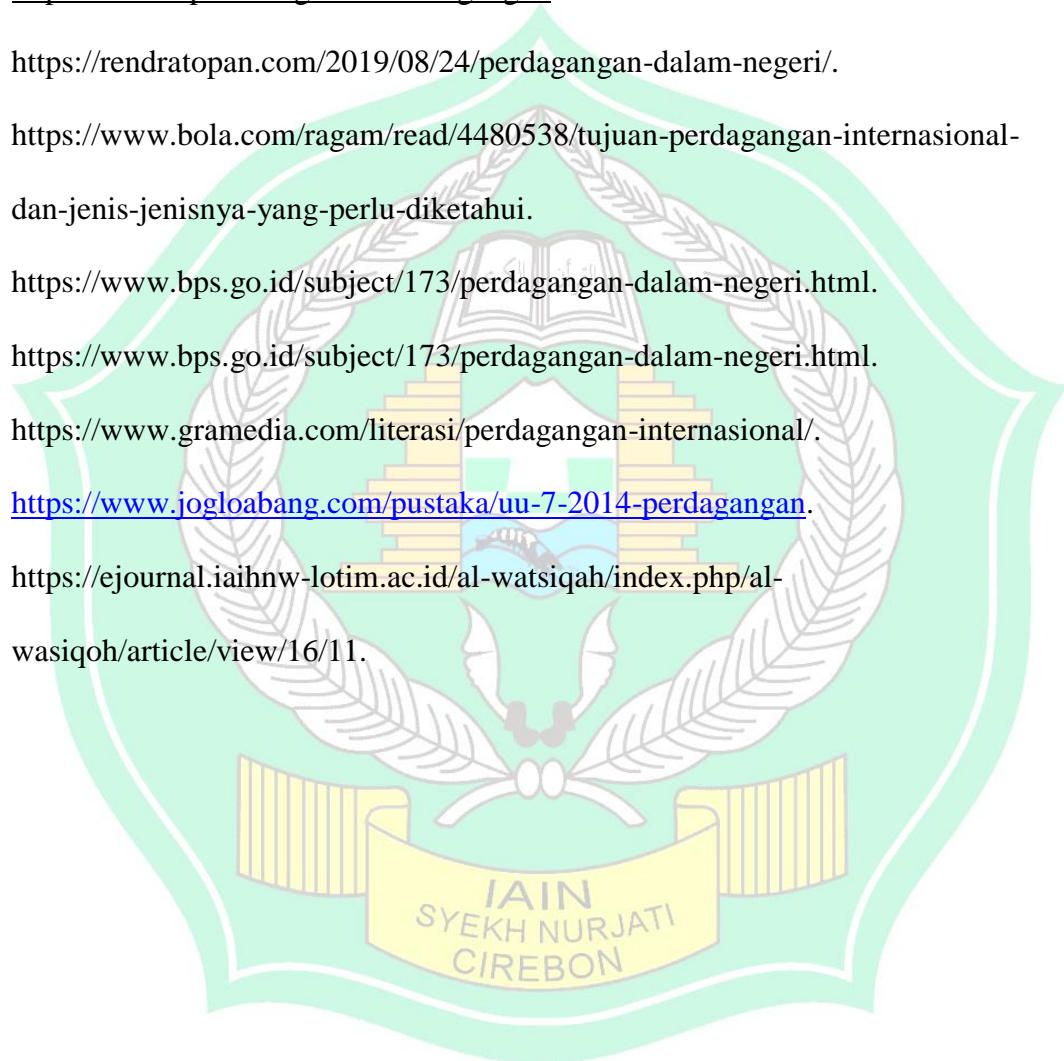 https://rendratopan.com/2019/08/24/perdagangan-dalam-negeri/.
https://www.bola.com/ragam/read/4480538/tujuan-perdagangan-internasional-
dan-jenis-jenisnya-yang-perlu-diketahui.
https://www.bps.go.id/subject/173/perdagangan-dalam-negeri.html.
https://www.bps.go.id/subject/173/perdagangan-dalam-negeri.html.
https://www.gramedia.com/literasi/perdagangan-internasional/.
https://www.jogloabang.com/pustaka/uu-7-2014-perdagangan.
https://ejournal.iaihnw-lotim.ac.id/al-watsiqah/index.php/al-
wasiqoh/article/view/16/11.
IAIN
SYEKH NURJATI
CIREBON